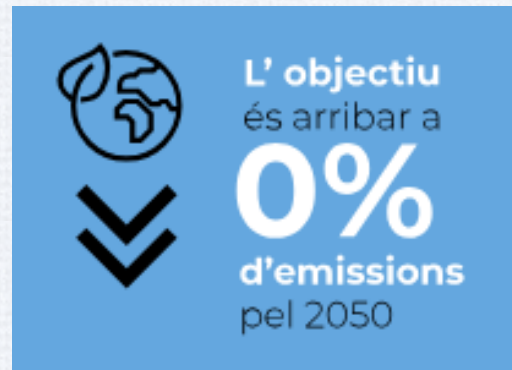 L' objectiu
és arribar a
0%
d'emissions
pel 2050